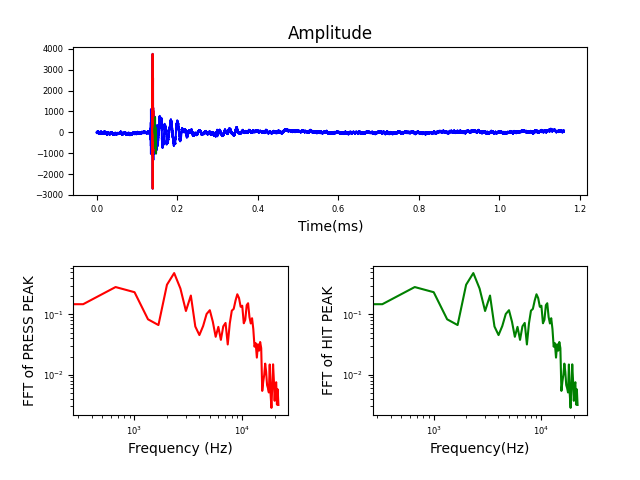 Amplitude
4000
3000
2000
1000
0
−1000
−2000
−3000
0.0 0.2 0.4 0.6 0.8 1.0 1.2
Time(ms)
FFT of PRESS PEAK
10⁻¹
10⁻²
10³ 10⁴
Frequency (Hz)
FFT of HIT PEAK
10⁻¹
10⁻²
10³ 10⁴
Frequency(Hz)